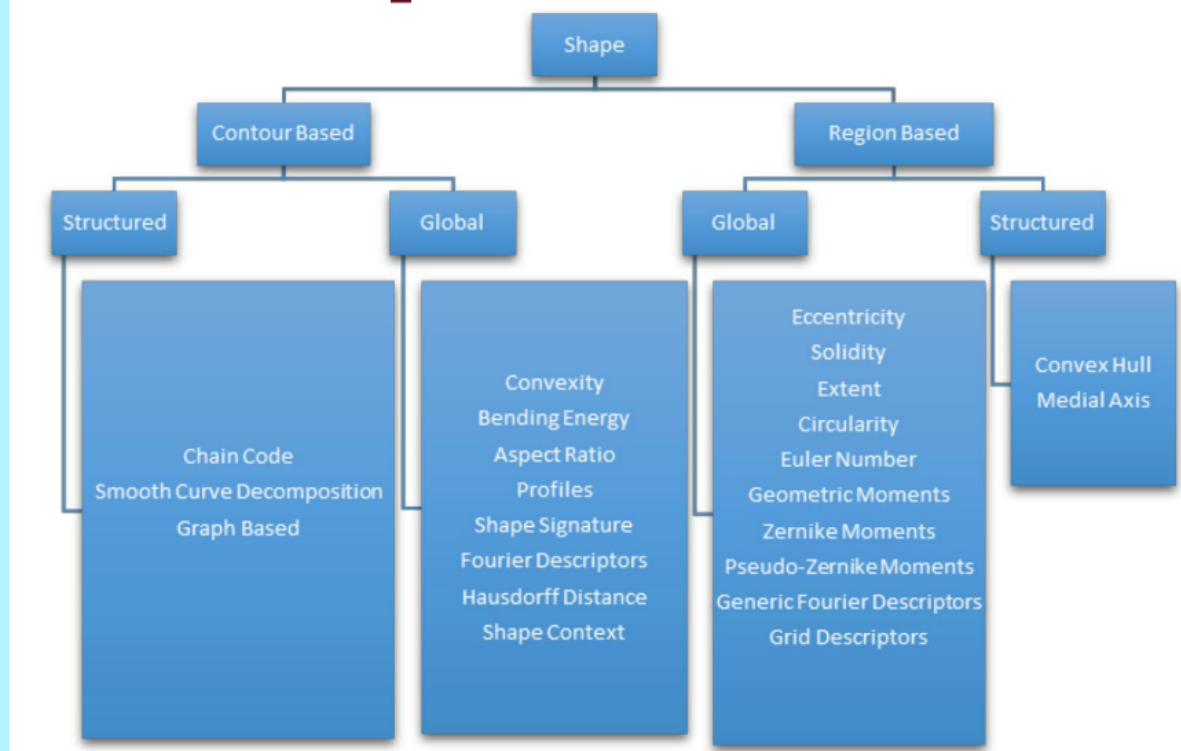 Shape
Contour Based
Region Based
Structured
Global
Global
Structured
Chain Code
Smooth Curve Decomposition
Graph Based
Convexity
Bending Energy
Aspect Ratio
Profiles
Shape Signature
Fourier Descriptors
Hausdorff Distance
Shape Context
Eccentricity
Solidity
Extent
Circularity
Euler Number
Geometric Moments
Zernike Moments
Pseudo-Zernike Moments
Generic Fourier Descriptors
Grid Descriptors
Convex Hull
Medial Axis